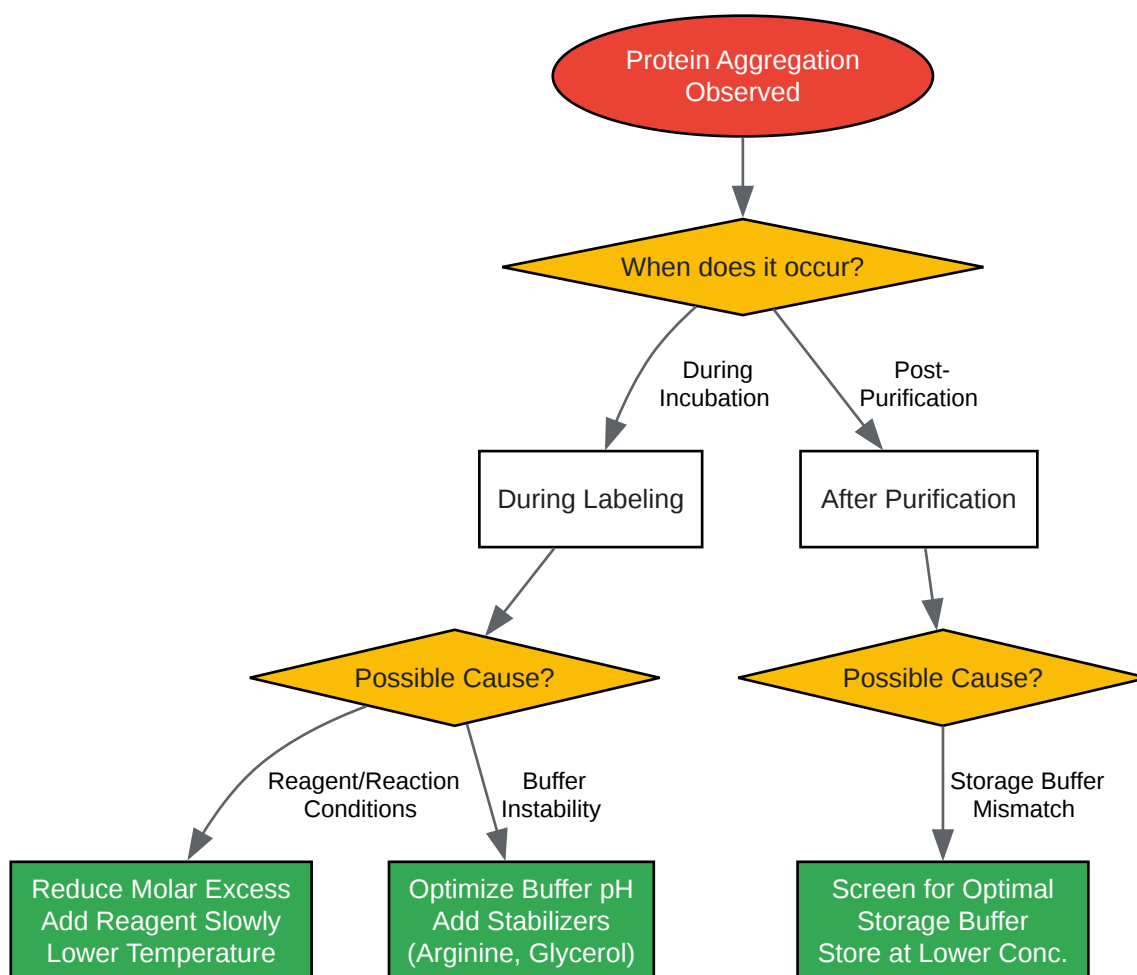 Protein Aggregation
Observed
When does it occur?
During
Incubation
Post-
Purification
During Labeling
After Purification
Possible Cause?
Possible Cause?
Reagent/Reaction
Conditions
Buffer
Instability
Storage Buffer
Mismatch
Reduce Molar Excess
Add Reagent Slowly
Lower Temperature
Optimize Buffer pH
Add Stabilizers
(Arginine, Glycerol)
Screen for Optimal
Storage Buffer
Store at Lower Conc.